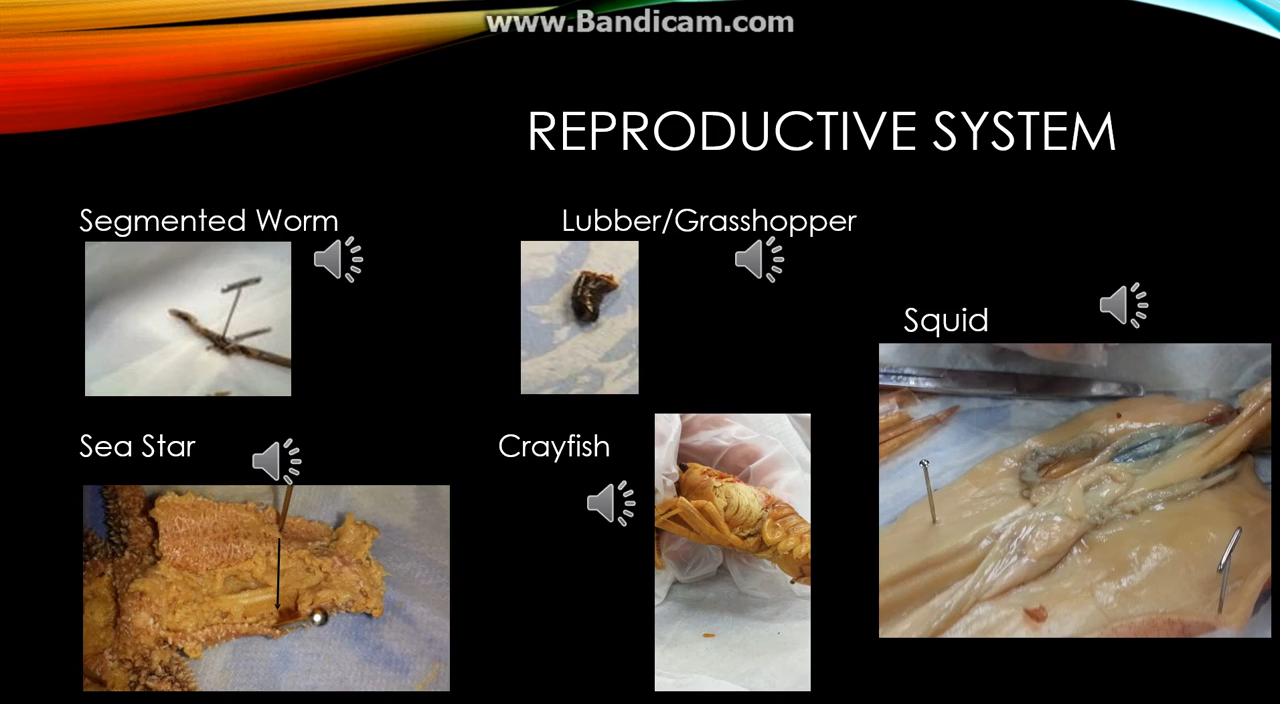 www.Bandicam.com
REPRODUCTIVE SYSTEM
Segmented Worm
Lubber/Grasshopper
Squid
Sea Star
Crayfish